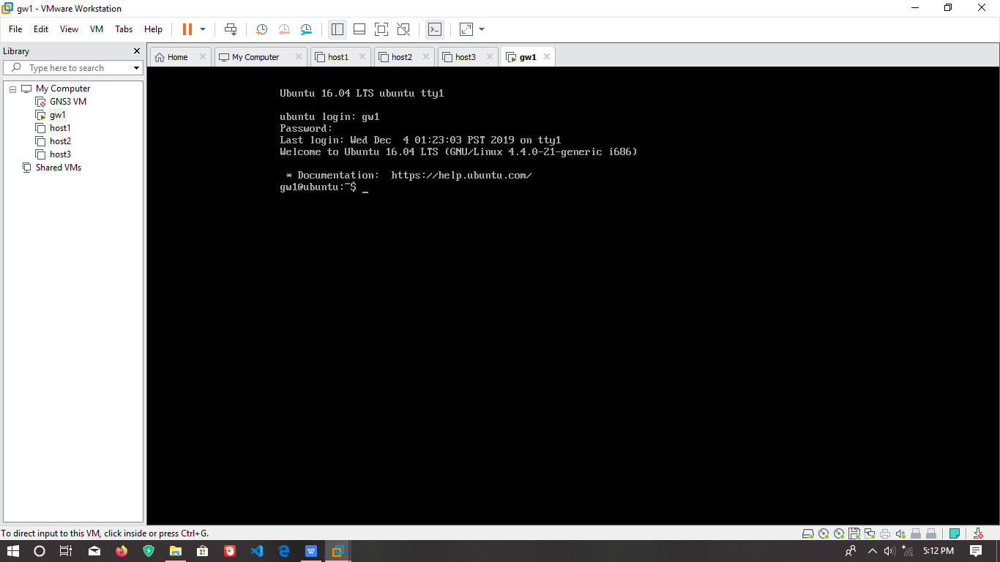 gw1 - VMware Workstation
File Edit View VM Tabs Help
Library
Type here to search
My Computer
GNS3 VM
gw1
host1
host2
host3
Shared VMs
Home My Computer host1 host2 host3 gw1
Ubuntu 16.04 LTS ubuntu tty1
ubuntu login: gw1
Password:
Last login: Wed Dec  4 01:23:03 PST 2019 on tty1
Welcome to Ubuntu 16.04 LTS (GNU/Linux 4.4.0-21-generic i686)
* Documentation:  https://help.ubuntu.com/
gw1@ubuntu:~$ _
To direct input to this VM, click inside or press Ctrl+G.
W
5:12 PM